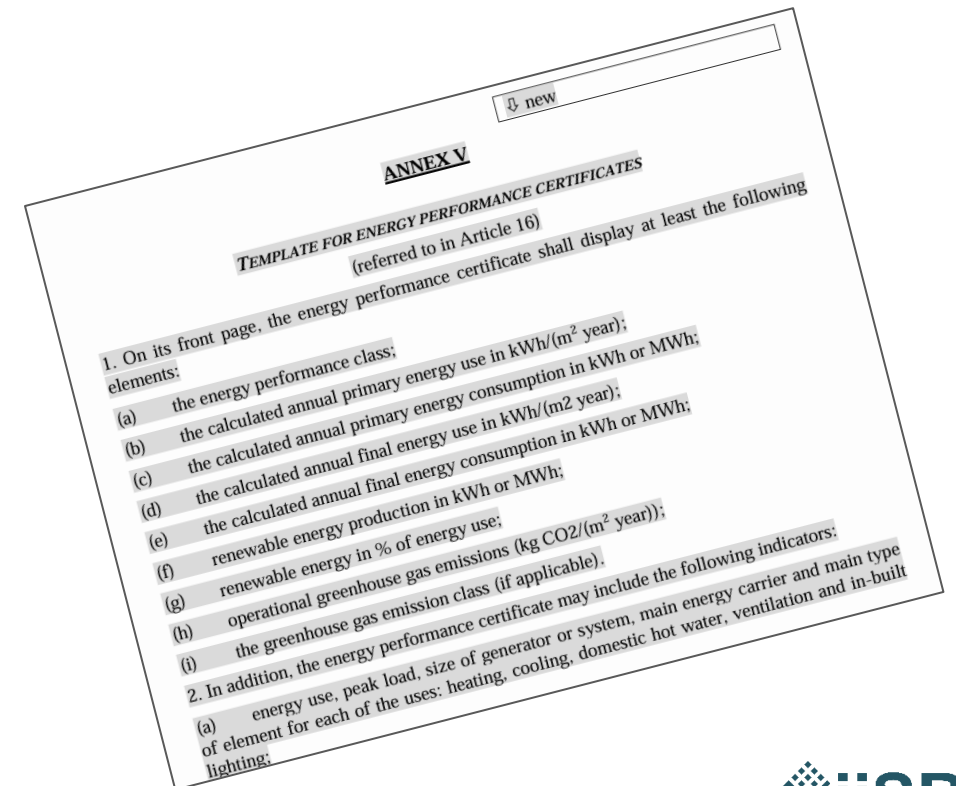 ⇩ new
ANNEX V
TEMPLATE FOR ENERGY PERFORMANCE CERTIFICATES
(referred to in Article 16)
1. On its front page, the energy performance certificate shall display at least the following
elements:
(a) the energy performance class;
(b) the calculated annual primary energy use in kWh/(m² year);
(c) the calculated annual primary energy consumption in kWh or MWh;
(d) the calculated annual final energy use in kWh/(m2 year);
(e) the calculated annual final energy consumption in kWh or MWh;
(f) renewable energy production in kWh or MWh;
(g) renewable energy in % of energy use;
(h) operational greenhouse gas emissions (kg CO2/(m² year));
(i) the greenhouse gas emission class (if applicable).
2. In addition, the energy performance certificate may include the following indicators:
(a) energy use, peak load, size of generator or system, main energy carrier and main type
of element for each of the uses: heating, cooling, domestic hot water, ventilation and in-built
lighting;